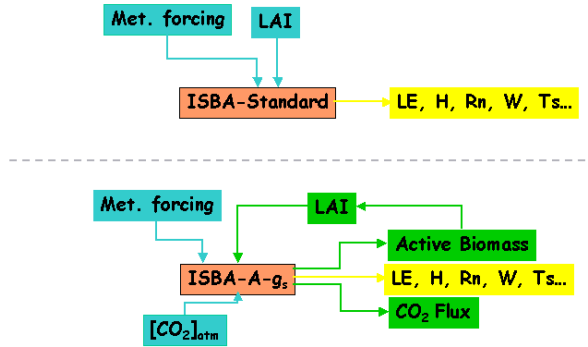 Met. forcing
LAI
ISBA-Standard
LE, H, Rn, W, Ts...
Met. forcing
LAI
Active Biomass
ISBA-A-gₛ
LE, H, Rn, W, Ts...
CO₂ Flux
[CO₂]ₐₜₘ